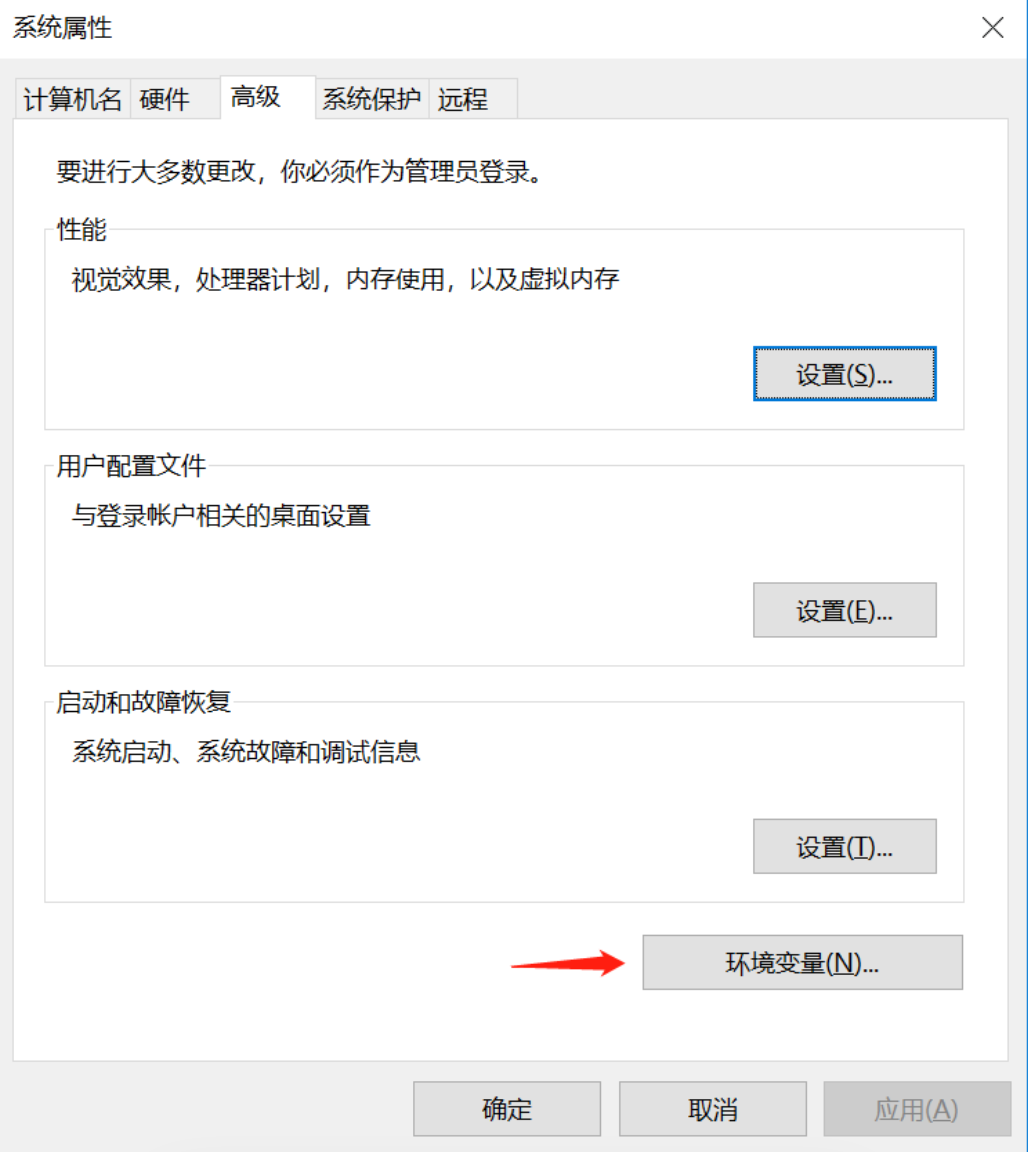 系统属性
计算机名 硬件 高级 系统保护 远程
要进行大多数更改，你必须作为管理员登录。
性能
视觉效果，处理器计划，内存使用，以及虚拟内存
设置(S)...
用户配置文件
与登录帐户相关的桌面设置
设置(E)...
启动和故障恢复
系统启动、系统故障和调试信息
设置(T)...
环境变量(N)...
确定 取消 应用(A)